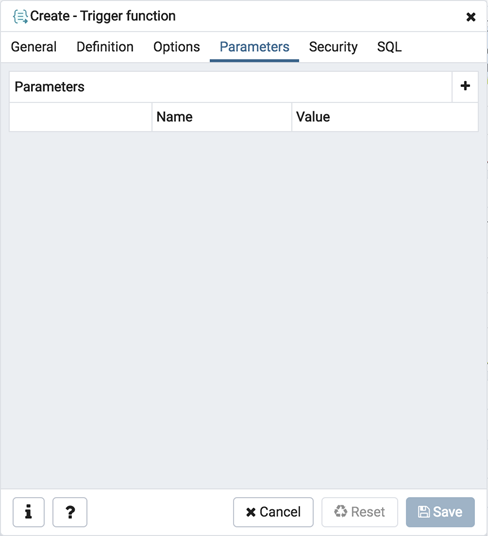 Create - Trigger function
General Definition Options Parameters Security SQL
Parameters
Name Value
i ? Cancel Reset Save